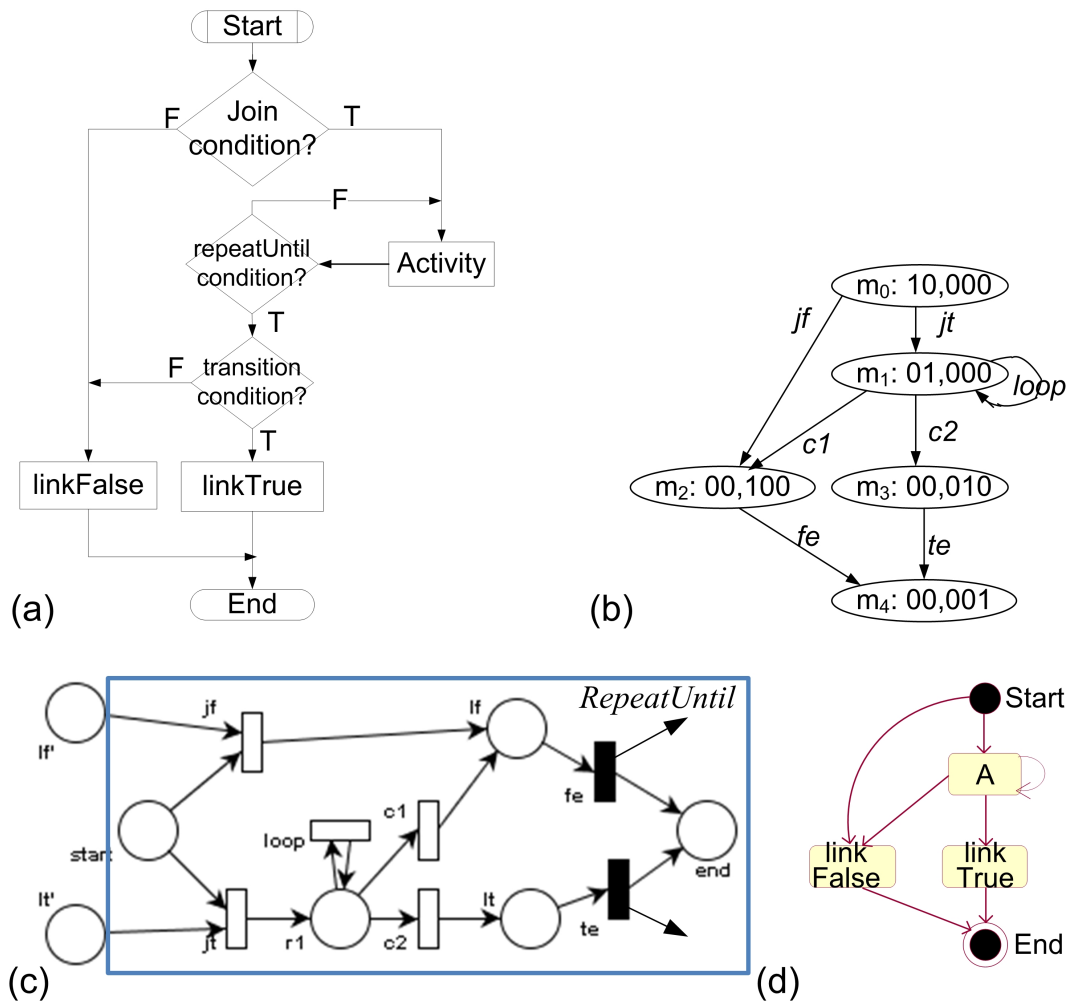 Start
Join
condition?
F
T
F
repeatUntil
condition?
Activity
T
F
transition
condition?
T
linkFalse
linkTrue
End
(a)
m0: 10,000
jf
jt
m1: 01,000
loop
c1
c2
m2: 00,100
m3: 00,010
fe
te
m4: 00,001
(b)
RepeatUntil
lf'
jf
lf
fe
start
loop
c1
end
lt'
jt
r1
c2
lt
te
(c)
Start
A
link
False
link
True
End
(d)